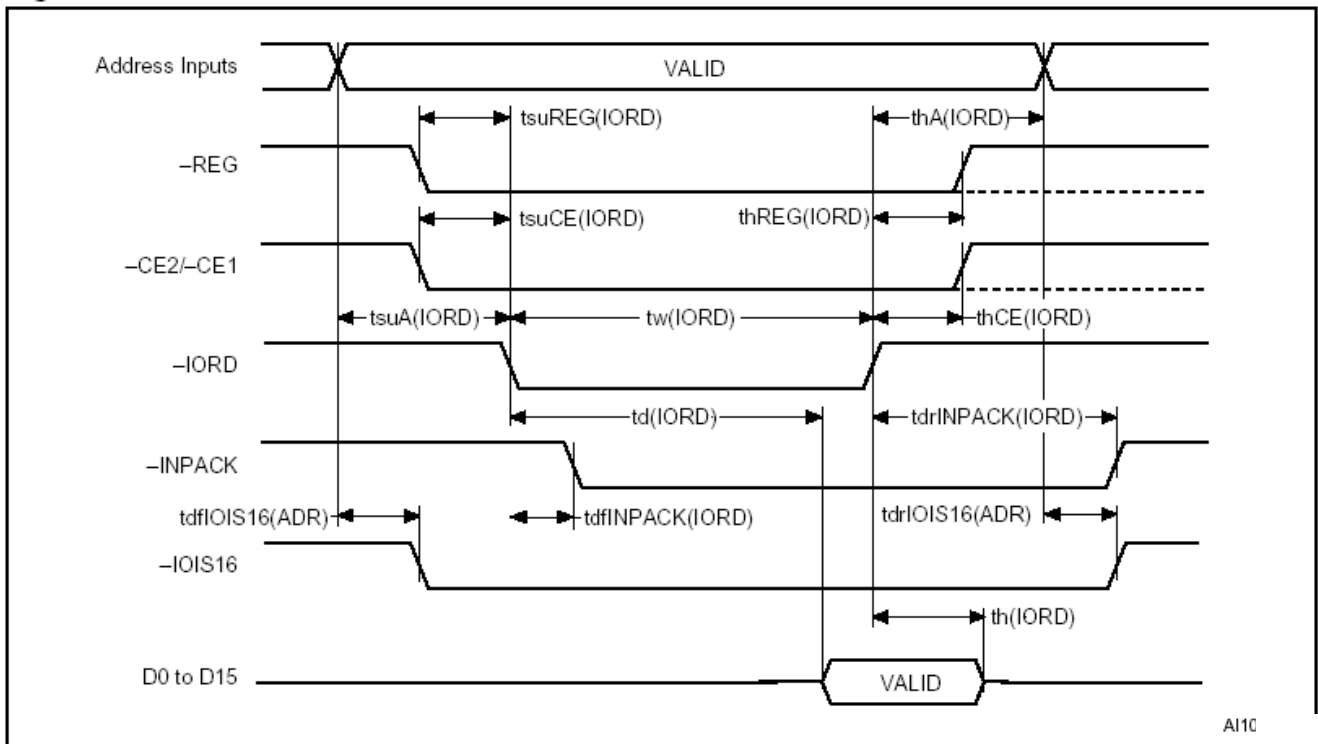 Address Inputs
VALID
tsuREG(IORD)
thA(IORD)
–REG
tsuCE(IORD)
thREG(IORD)
–CE2/–CE1
tsuA(IORD)
tw(IORD)
thCE(IORD)
–IORD
td(IORD)
tdrINPACK(IORD)
–INPACK
tdfIOIS16(ADR)
tdfINPACK(IORD)
tdrIOIS16(ADR)
–IOIS16
th(IORD)
D0 to D15
VALID